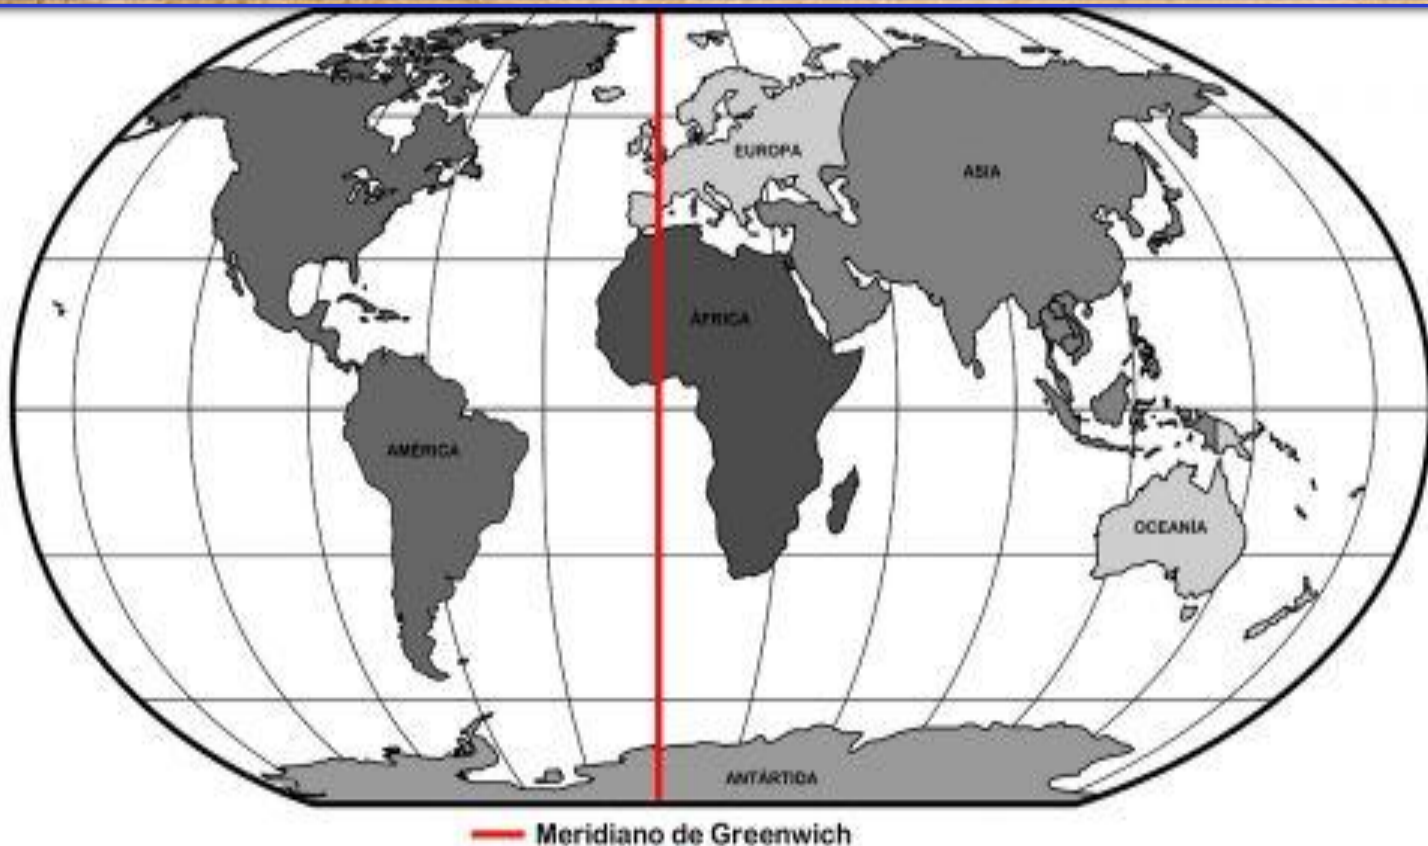 EUROPA
ASIA
ÁFRICA
AMÉRICA
OCEANÍA
ANTÁRTIDA
Meridiano de Greenwich